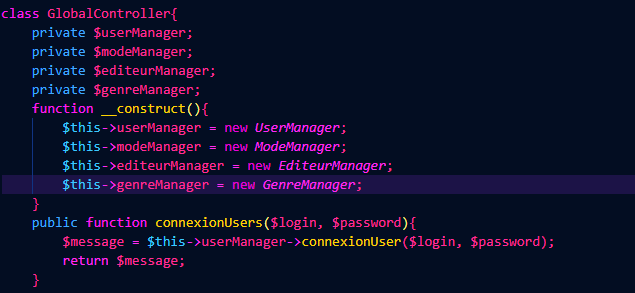 class GlobalController{
private $userManager;
private $modeManager;
private $editeurManager;
private $genreManager;
function __construct(){
$this->userManager = new UserManager;
$this->modeManager = new ModeManager;
$this->editeurManager = new EditeurManager;
$this->genreManager = new GenreManager;
}
public function connexionUsers($login, $password){
$message = $this->userManager->connexionUser($login, $password);
return $message;
}